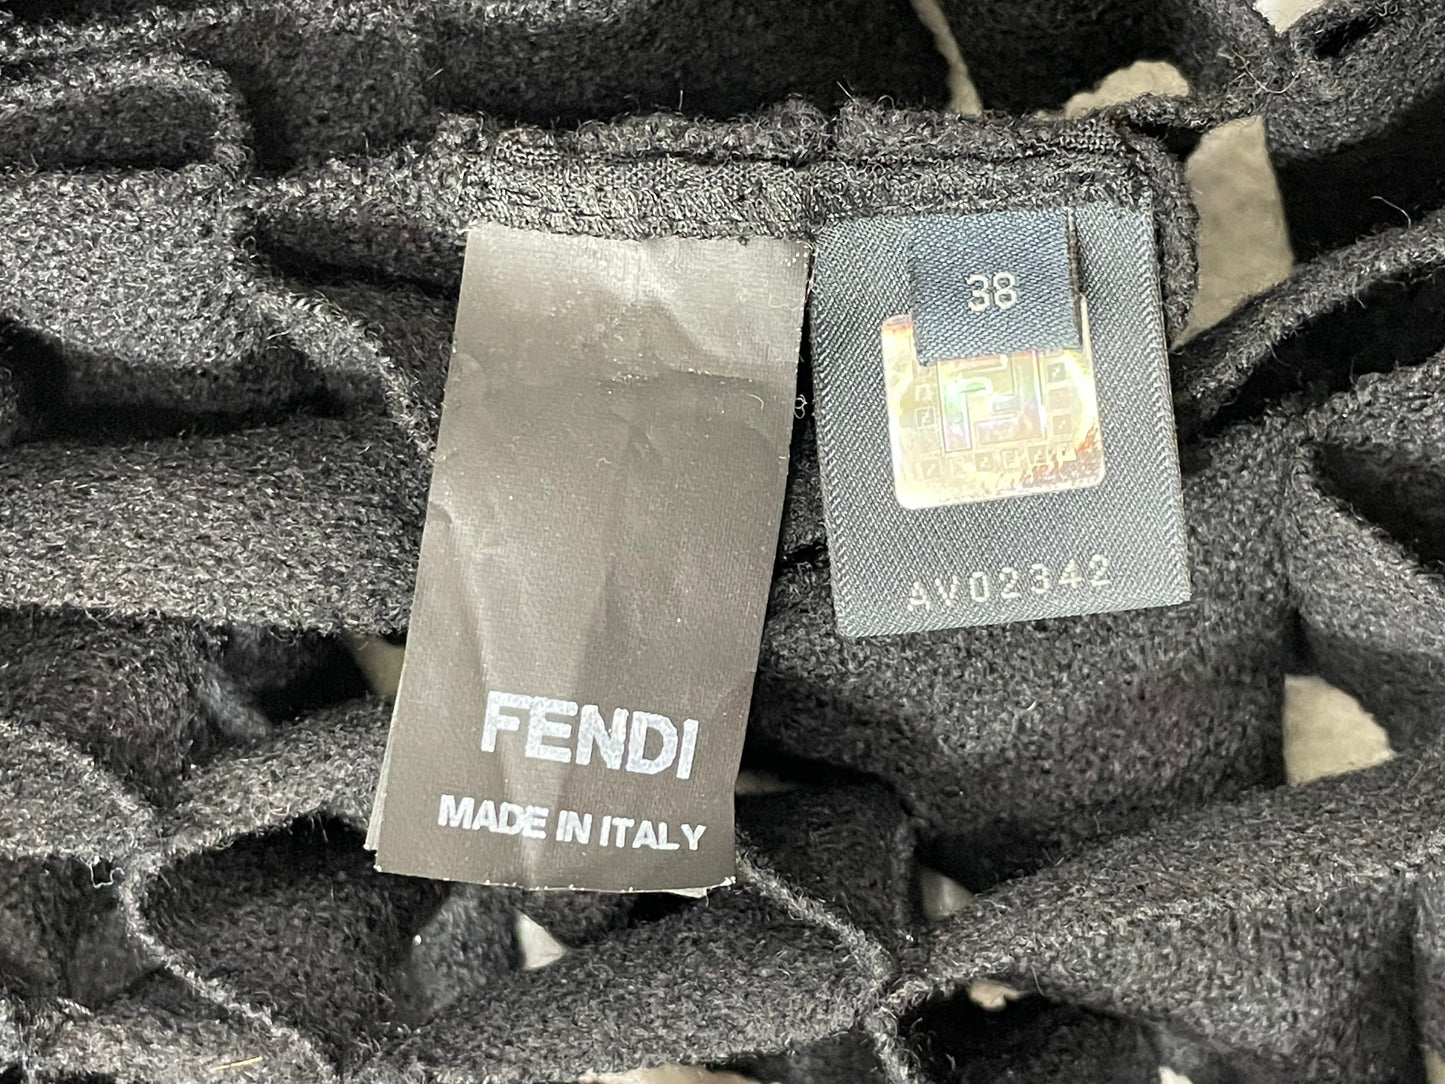 FENDI
MADE IN ITALY
38
AV02342